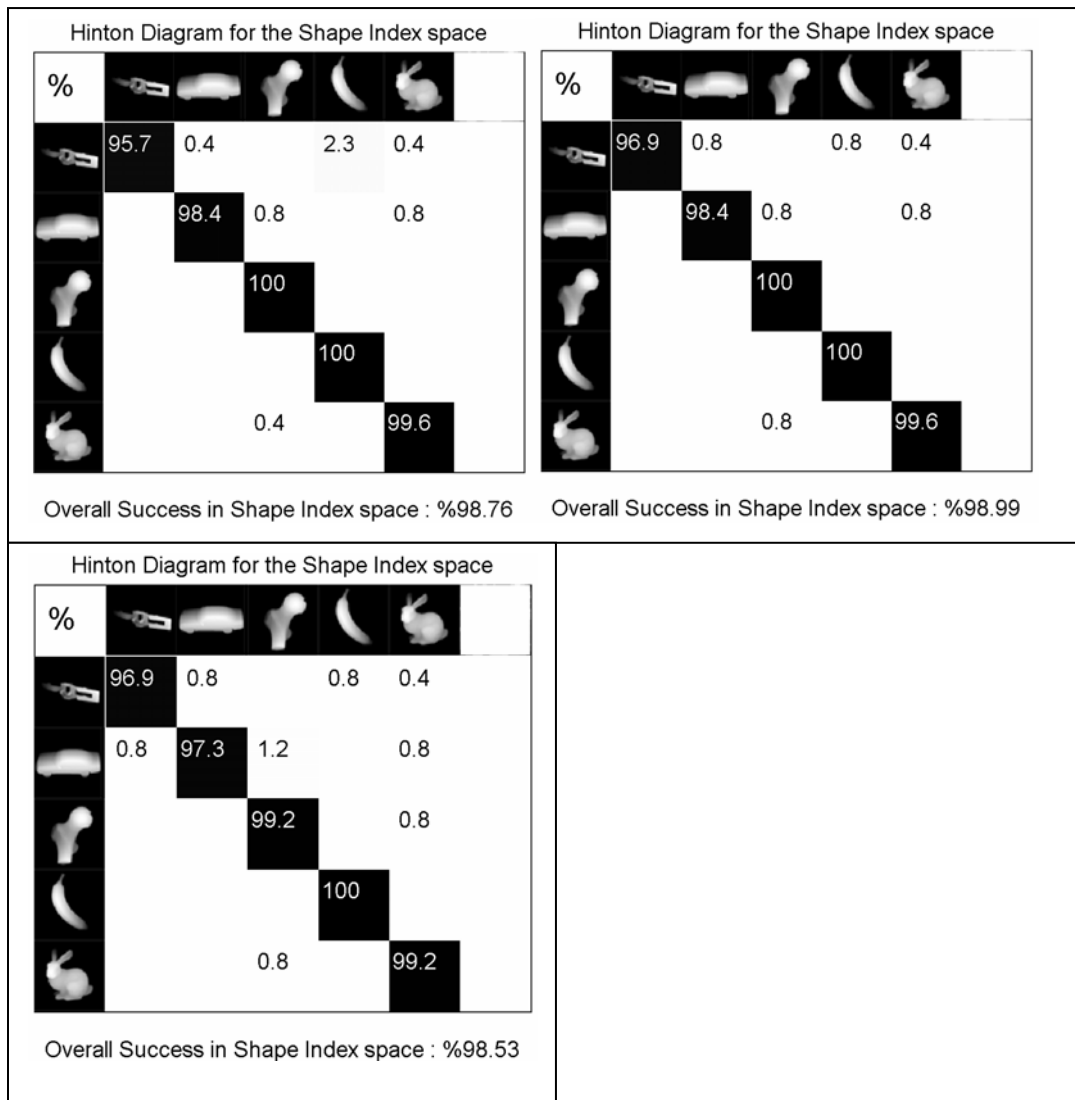 Hinton Diagram for the Shape Index space
%
95.7 0.4 2.3 0.4
98.4 0.8 0.8
100
100
0.4 99.6
Overall Success in Shape Index space : %98.76
Hinton Diagram for the Shape Index space
%
96.9 0.8 0.8 0.4
98.4 0.8 0.8
100
100
0.8 99.6
Overall Success in Shape Index space : %98.99
Hinton Diagram for the Shape Index space
%
96.9 0.8 0.8 0.4
0.8 97.3 1.2 0.8
99.2 0.8
100
0.8 99.2
Overall Success in Shape Index space : %98.53